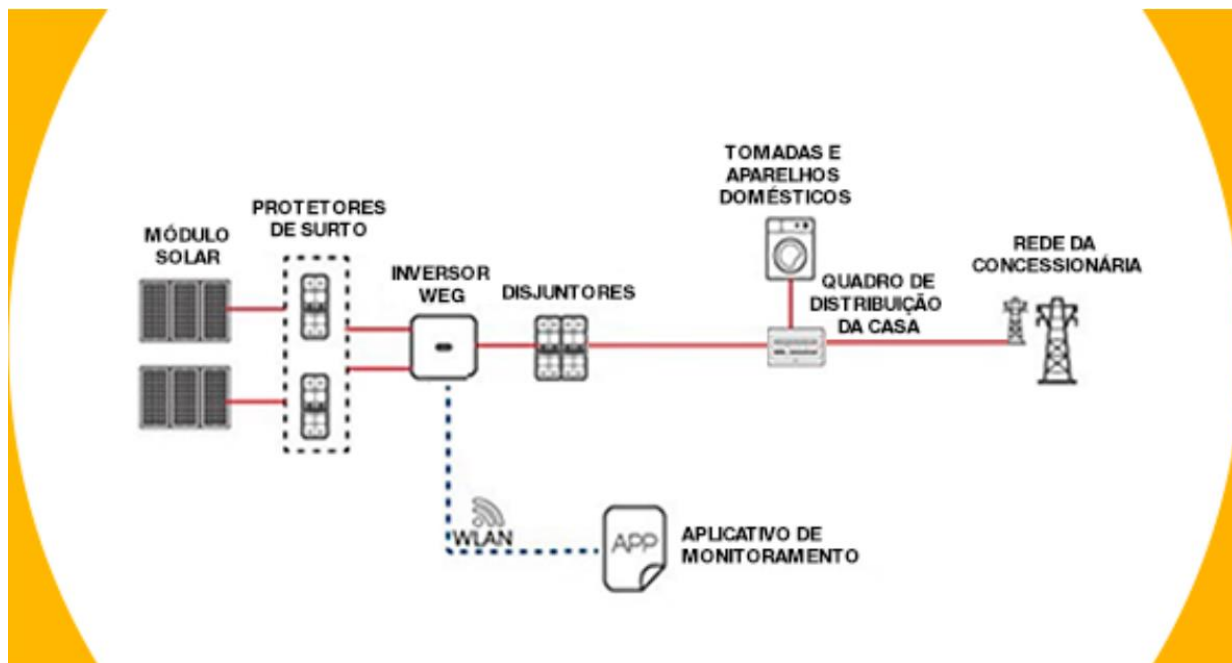 TOMADAS E
APARELHOS
DOMÉSTICOS
PROTETORES
DE SURTO
MÓDULO
SOLAR
INVERSOR
WEG
DISJUNTORES
QUADRO DE
DISTRIBUIÇÃO
DA CASA
REDE DA
CONCESSIONÁRIA
WLAN
APP
APLICATIVO DE
MONITORAMENTO